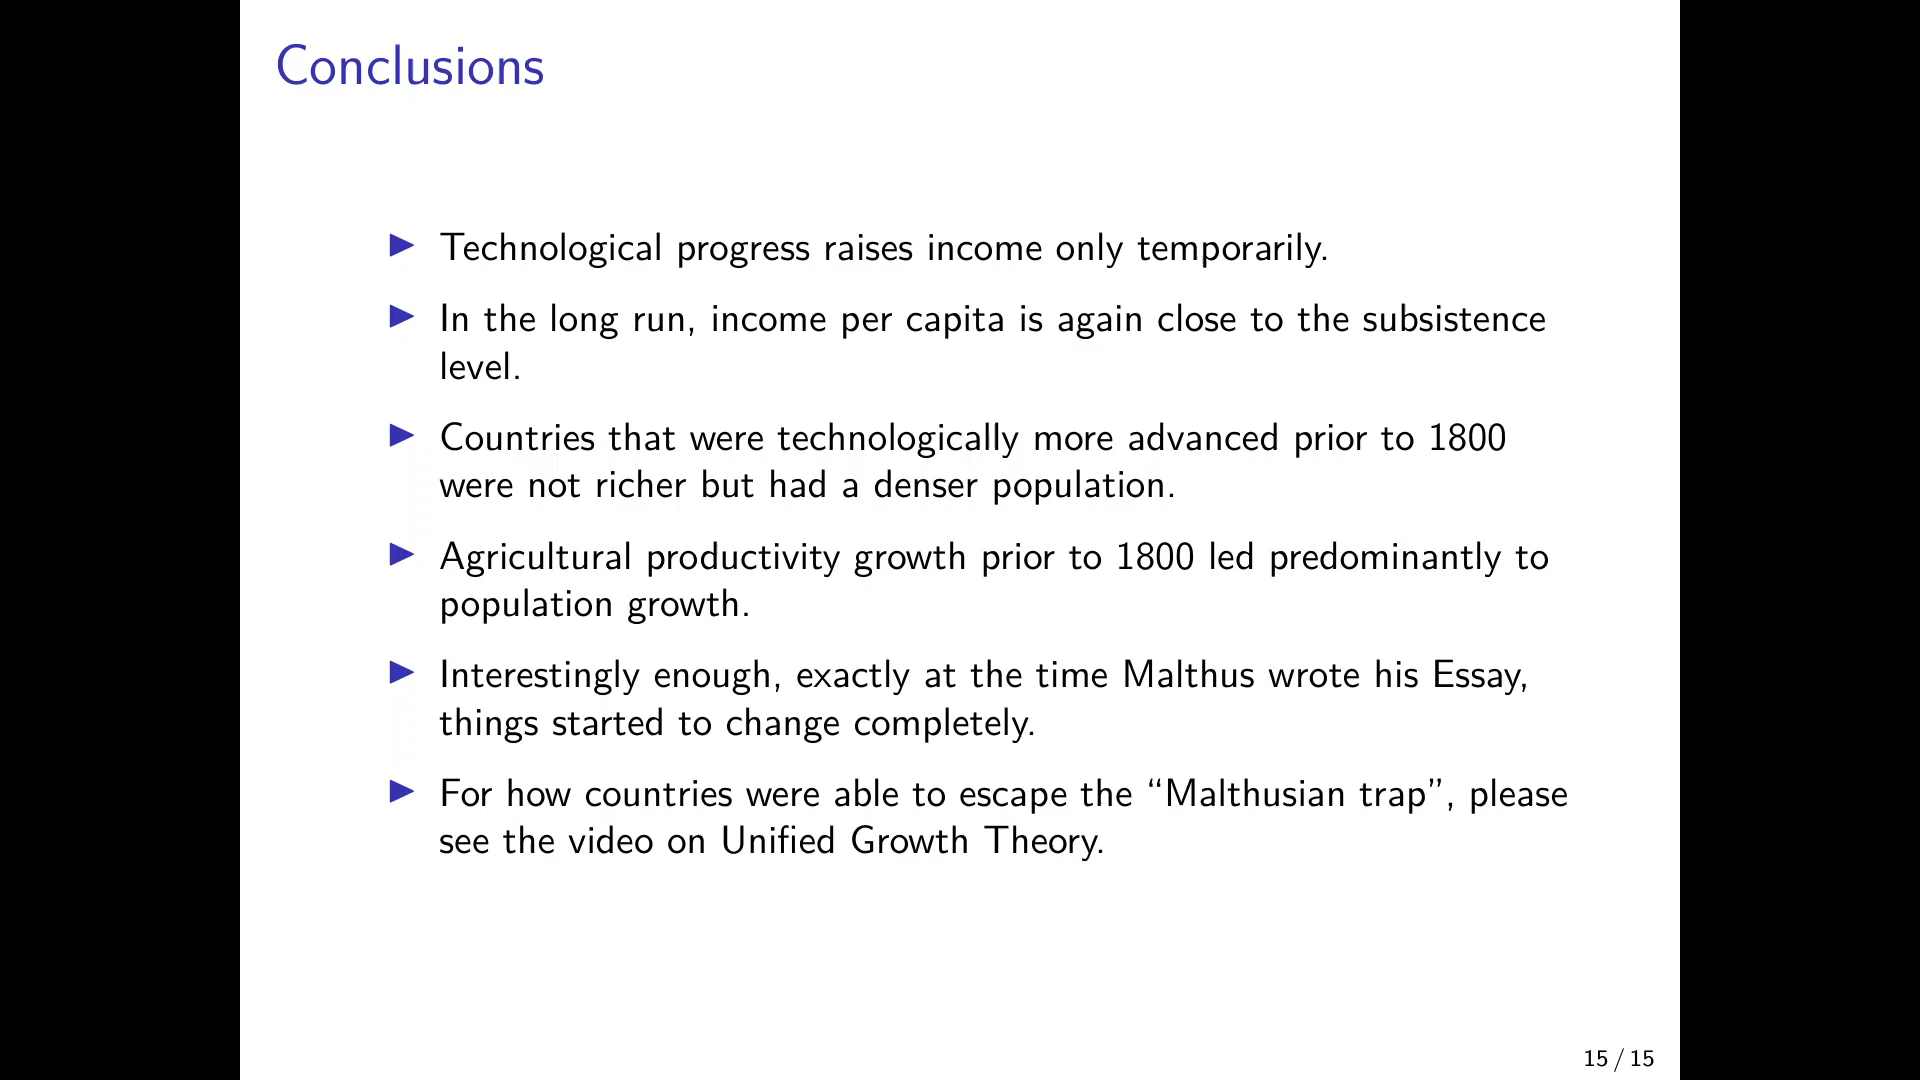 Conclusions
Technological progress raises income only temporarily.
In the long run, income per capita is again close to the subsistence
level.
Countries that were technologically more advanced prior to 1800
were not richer but had a denser population.
Agricultural productivity growth prior to 1800 led predominantly to
population growth.
Interestingly enough, exactly at the time Malthus wrote his Essay,
things started to change completely.
For how countries were able to escape the “Malthusian trap”, please
see the video on Unified Growth Theory.
15 / 15